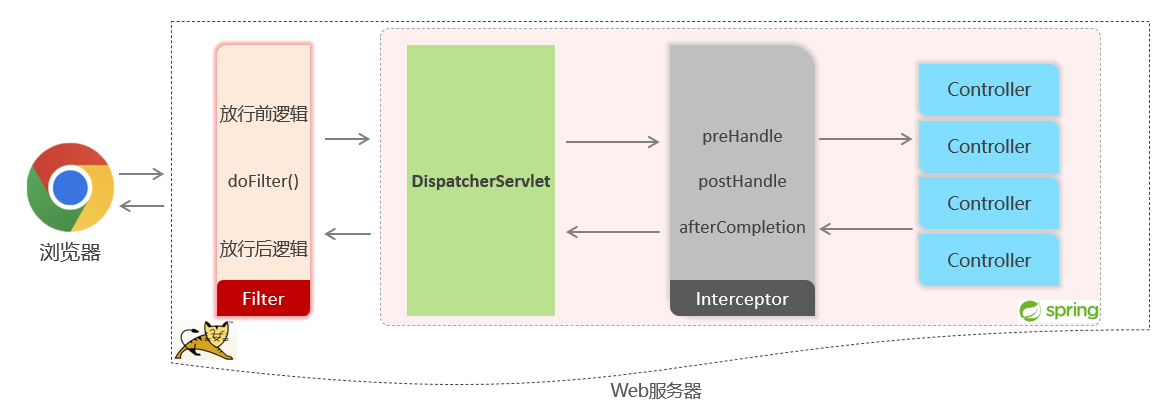 浏览器
放行前逻辑
doFilter()
放行后逻辑
Filter
DispatcherServlet
preHandle
postHandle
afterCompletion
Interceptor
Controller
Controller
Controller
Controller
spring
Web服务器